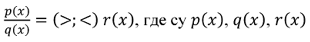 p(x)/q(x) = (>;<) r(x), где су p(x), q(x), r(x)